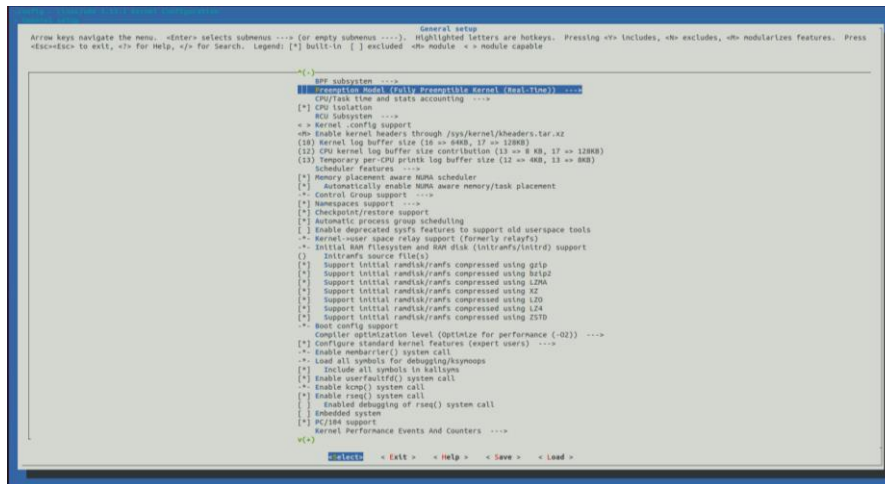 General setup
Arrow keys navigate the menu. <Enter> selects submenus ---> (or empty submenus ----). Highlighted letters are hotkeys. Pressing <Y> includes, <N> excludes, <M> modularizes features. Press
<Esc><Esc> to exit, <?> for Help, </> for Search. Legend: [*] built-in [ ] excluded <M> module < > module capable
^(-)
BPF subsystem --->
Preemption Model (Fully Preemptible Kernel (Real-Time)) --->
CPU/Task time and stats accounting --->
[*] CPU isolation
RCU Subsystem --->
< > Kernel .config support
<M> Enable kernel headers through /sys/kernel/kheaders.tar.xz
(18) Kernel log buffer size (16 => 64KB, 17 => 128KB)
(12) CPU kernel log buffer size contribution (13 => 8 KB, 17 => 128KB)
(13) Temporary per-CPU printk log buffer size (12 => 4KB, 13 => 8KB)
Scheduler features --->
[*] Memory placement aware NUMA scheduler
[*] Automatically enable NUMA aware memory/task placement
-*- Control Group support --->
[*] Namespaces support --->
[*] Checkpoint/restore support
[*] Automatic process group scheduling
[ ] Enable deprecated sysfs features to support old userspace tools
-*- Kernel->user space relay support (formerly relayfs)
-*- Initial RAM filesystem and RAM disk (initramfs/initrd) support
() Initramfs source file(s)
[*] Support initial ramdisk/ramfs compressed using gzip
[*] Support initial ramdisk/ramfs compressed using bzip2
[*] Support initial ramdisk/ramfs compressed using LZMA
[*] Support initial ramdisk/ramfs compressed using XZ
[*] Support initial ramdisk/ramfs compressed using LZO
[*] Support initial ramdisk/ramfs compressed using LZ4
[*] Support initial ramdisk/ramfs compressed using ZSTD
-*- Boot config support
Compiler optimization level (Optimize for performance (-O2)) --->
[*] Configure standard kernel features (expert users) --->
-*- Enable membarrier() system call
-*- Load all symbols for debugging/ksymoops
[*] Include all symbols in kallsyms
[*] Enable userfaultfd() system call
-*- Enable kcmp() system call
[*] Enable rseq() system call
[ ] Enabled debugging of rseq() system call
[ ] Embedded system
[*] PC/104 support
Kernel Performance Events And Counters --->
v(+)
<Select> < Exit > < Help > < Save > < Load >